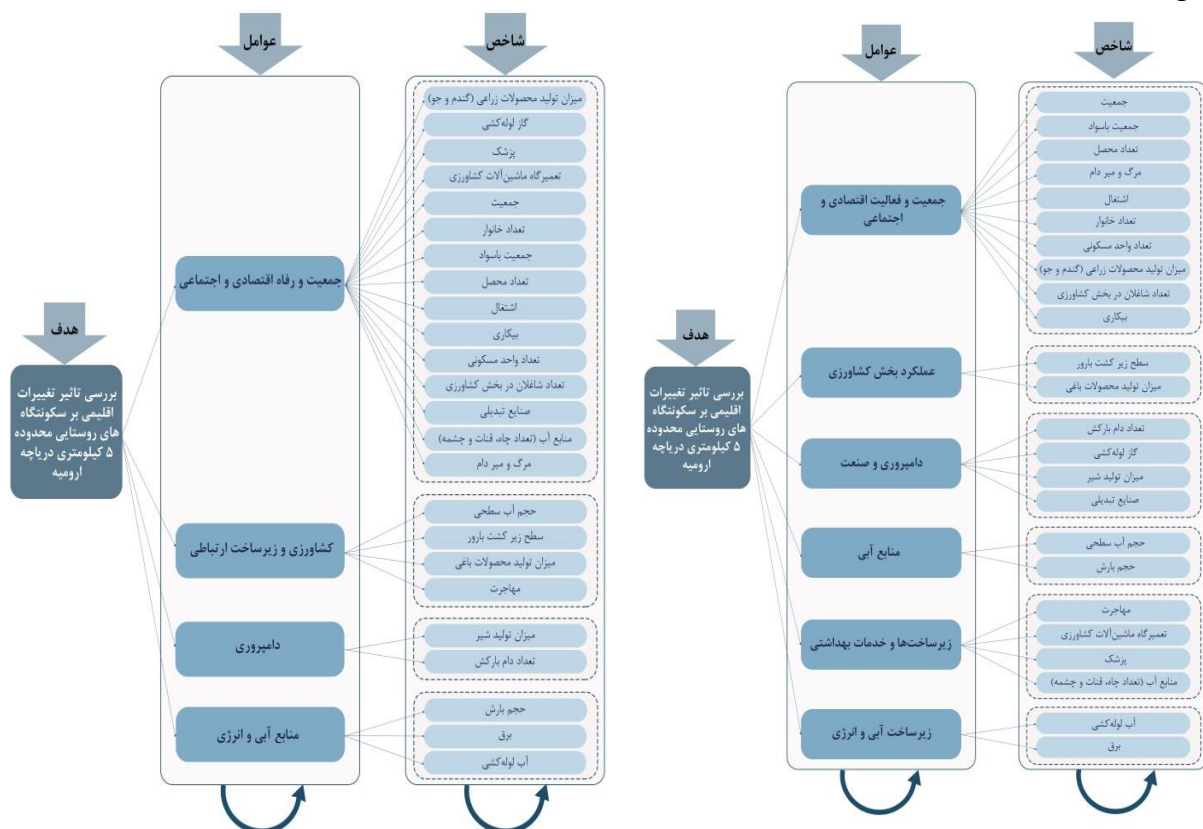 شاخص
عوامل
هدف
بررسی تاثیر تغییرات
اقلیمی بر سکونتگاه
های روستایی محدوده
۵ کیلومتری دریاچه
ارومیه
جمعیت و فعالیت اقتصادی و
اجتماعی
جمعیت
جمعیت باسواد
تعداد محصل
مرگ و میر دام
اشتغال
تعداد خانوار
تعداد واحد مسکونی
میزان تولید محصولات زراعی (گندم و جو)
تعداد شاغلان در بخش کشاورزی
بیکاری
عملکرد بخش کشاورزی
سطح زیر کشت بارور
میزان تولید محصولات باغی
دامپروری و صنعت
تعداد دام بارکش
گاز لوله‌کشی
میزان تولید شیر
صنایع تبدیلی
منابع آبی
حجم آب سطحی
حجم بارش
زیرساخت‌ها و خدمات بهداشتی
مهاجرت
تعمیرگاه ماشین‌آلات کشاورزی
پزشک
منابع آب (تعداد چاه، قنات و چشمه)
زیرساخت آبی و انرژی
آب لوله‌کشی
برق
شاخص
عوامل
هدف
بررسی تاثیر تغییرات
اقلیمی بر سکونتگاه
های روستایی محدوده
۵ کیلومتری دریاچه
ارومیه
جمعیت و رفاه اقتصادی و اجتماعی
میزان تولید محصولات زراعی (گندم و جو)
گاز لوله‌کشی
پزشک
تعمیرگاه ماشین‌آلات کشاورزی
جمعیت
تعداد خانوار
جمعیت باسواد
تعداد محصل
اشتغال
بیکاری
تعداد واحد مسکونی
تعداد شاغلان در بخش کشاورزی
صنایع تبدیلی
منابع آب (تعداد چاه، قنات و چشمه)
مرگ و میر دام
کشاورزی و زیرساخت ارتباطی
حجم آب سطحی
سطح زیر کشت بارور
میزان تولید محصولات باغی
مهاجرت
دامپروری
میزان تولید شیر
تعداد دام بارکش
منابع آبی و انرژی
حجم بارش
برق
آب لوله‌کشی